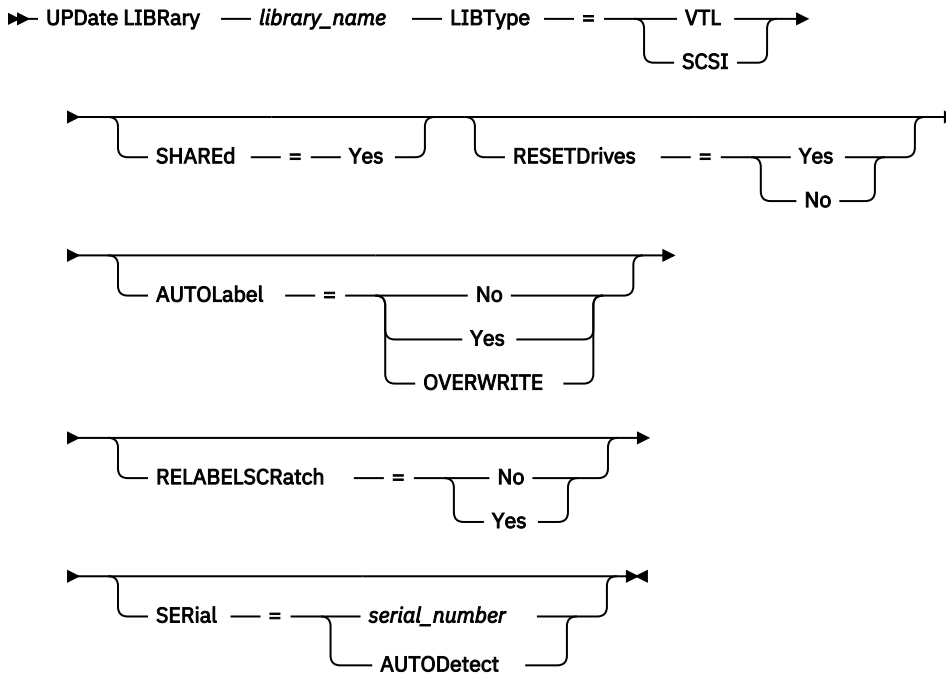 UPDate LIBRary library_name LIBType = VTL
SCSI
SHAREd = Yes RESETDrives = Yes
No
AUTOLabel = No
Yes
OVERWRITE
RELABELSCRatch = No
Yes
SERial = serial_number
AUTODetect